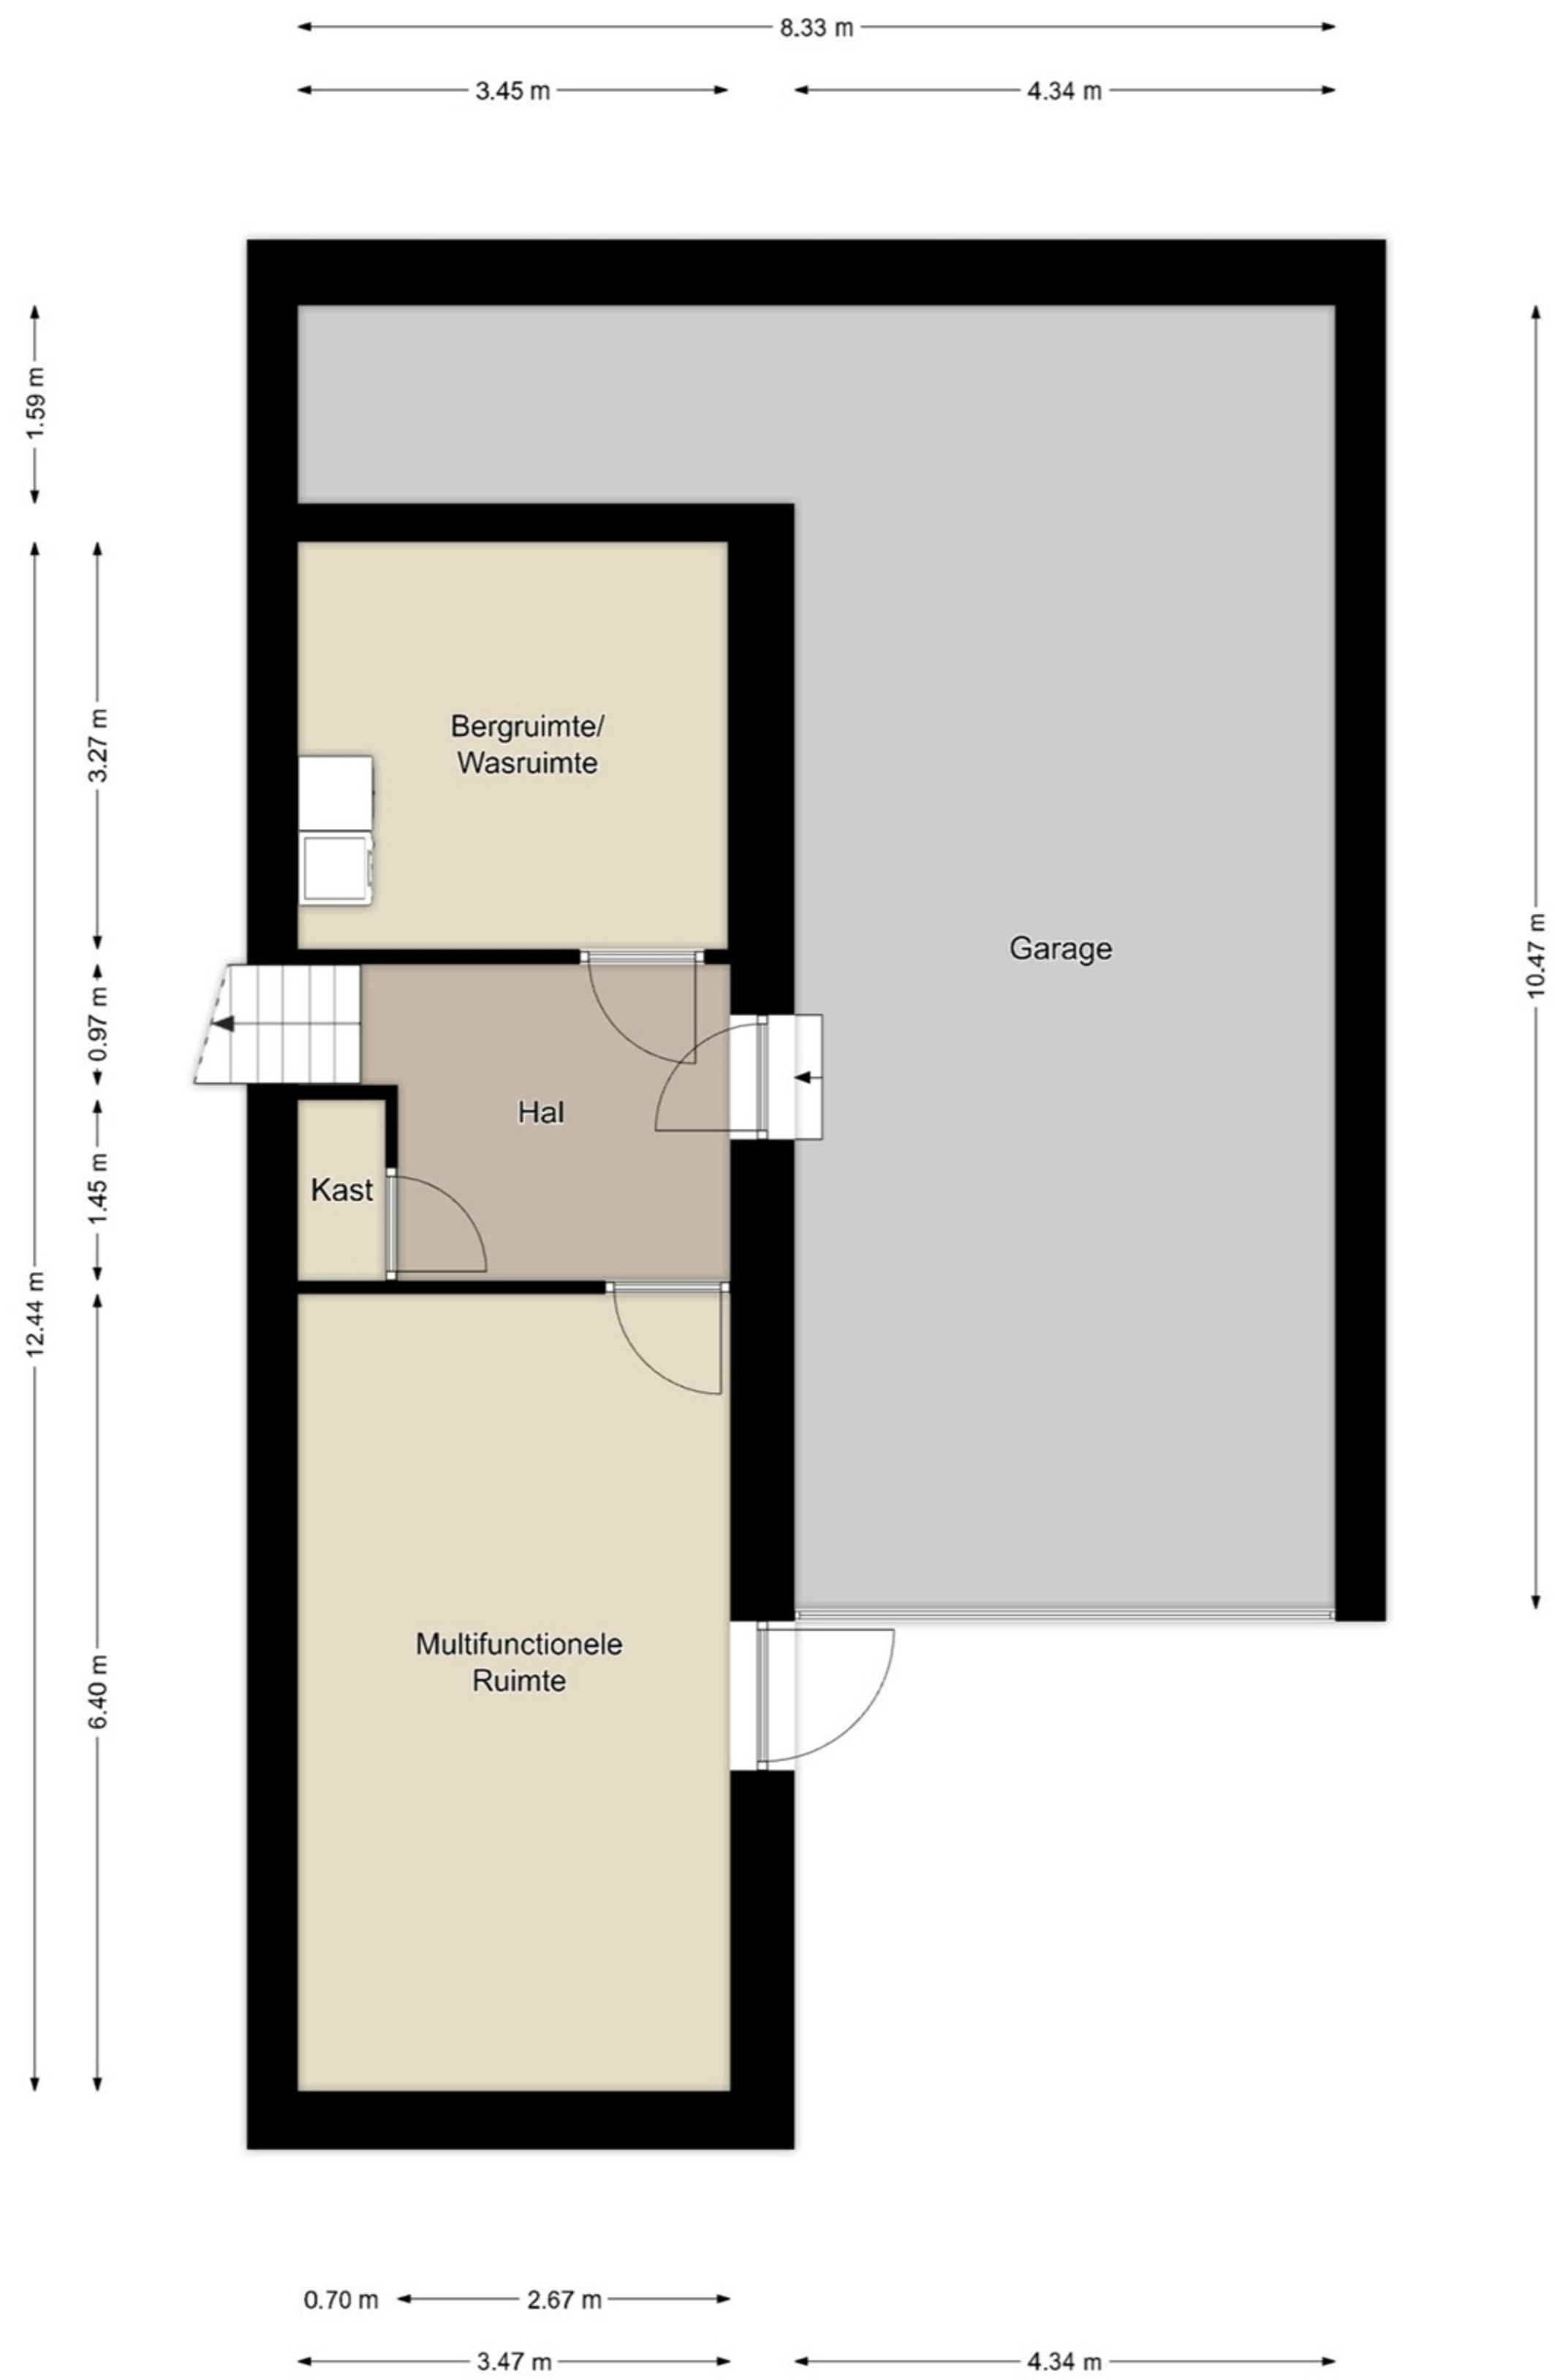 8.33 m
3.45 m
4.34 m
1.59 m
3.27 m
Bergruimte/
Wasruimte
Garage
10.47 m
0.97 m
Hal
1.45 m
Kast
12.44 m
6.40 m
Multifunctionele
Ruimte
0.70 m
2.67 m
3.47 m
4.34 m